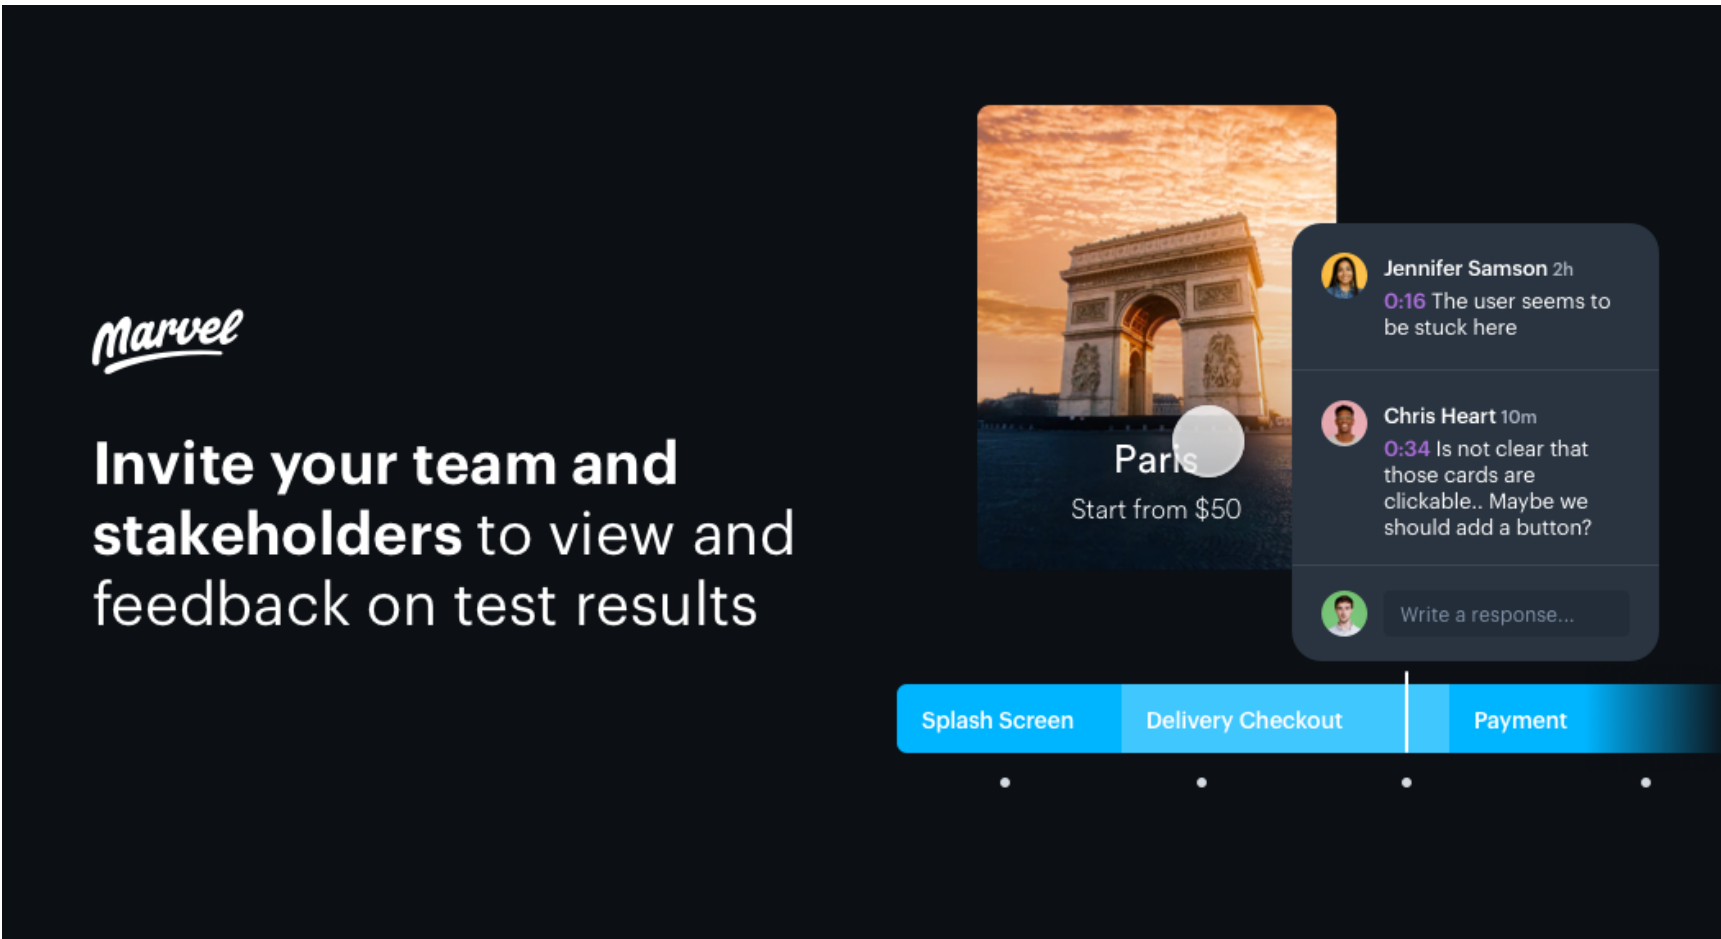 Marvel
Invite your team and
stakeholders to view and
feedback on test results
Paris
Start from $50
Jennifer Samson 2h
0:16 The user seems to
be stuck here
Chris Heart 10m
0:34 Is not clear that
those cards are
clickable.. Maybe we
should add a button?
Write a response...
Splash Screen
Delivery Checkout
Payment